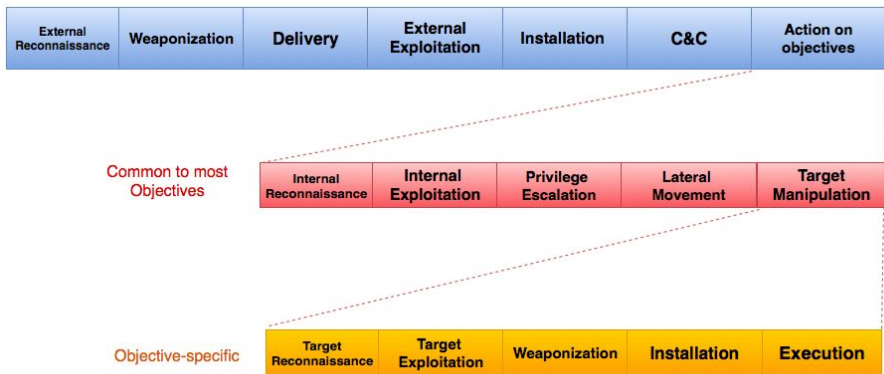 External
Reconnaissance
Weaponization
Delivery
External
Exploitation
Installation
C&C
Action on
objectives
Common to most
Objectives
Internal
Reconnaissance
Internal
Exploitation
Privilege
Escalation
Lateral
Movement
Target
Manipulation
Objective-specific
Target
Reconnaissance
Target
Exploitation
Weaponization
Installation
Execution